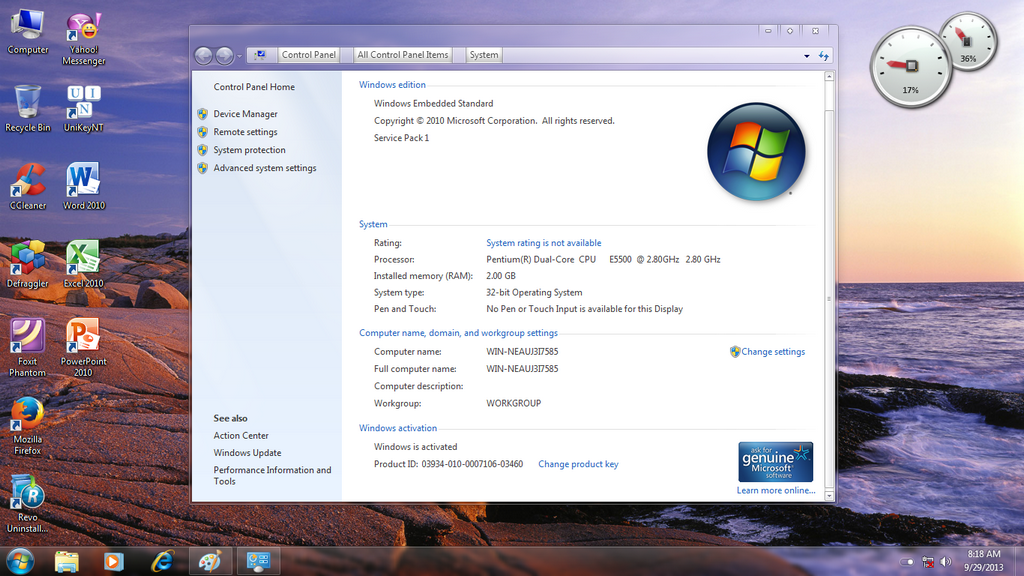 Computer
Yahoo!
Messenger
Recycle Bin
U I
N
UniKeyNT
CCleaner
Word 2010
Defraggler
Excel 2010
Foxit
Phantom
PowerPoint
2010
Mozilla
Firefox
Revo
Uninstall...
Control Panel
All Control Panel Items
System
Control Panel Home
Device Manager
Remote settings
System protection
Advanced system settings
See also
Action Center
Windows Update
Performance Information and
Tools
Windows edition
Windows Embedded Standard
Copyright © 2010 Microsoft Corporation. All rights reserved.
Service Pack 1
System
Rating: System rating is not available
Processor: Pentium(R) Dual-Core CPU E5500 @ 2.80GHz 2.80 GHz
Installed memory (RAM): 2.00 GB
System type: 32-bit Operating System
Pen and Touch: No Pen or Touch Input is available for this Display
Computer name, domain, and workgroup settings
Computer name: WIN-NEAUJ3I7585
Change settings
Full computer name: WIN-NEAUJ3I7585
Computer description:
Workgroup: WORKGROUP
Windows activation
Windows is activated
Product ID: 03934-010-0007106-03460 Change product key
ask for
genuine
Microsoft
software
Learn more online...
17%
36%
8:18 AM
9/29/2013